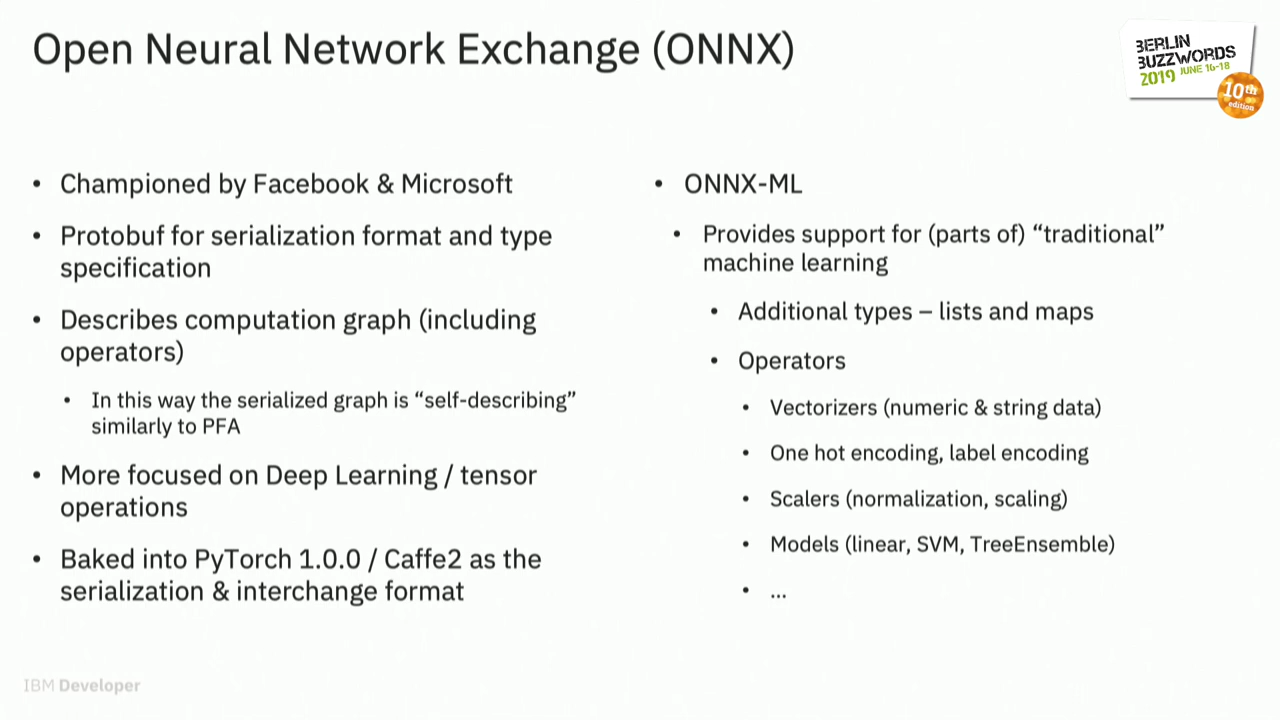 Open Neural Network Exchange (ONNX)
BERLIN
BUZZWORDS
2019 JUNE 16-18
10th
edition
• Championed by Facebook & Microsoft
• Protobuf for serialization format and type
specification
• Describes computation graph (including
operators)
• In this way the serialized graph is “self-describing”
similarly to PFA
• More focused on Deep Learning / tensor
operations
• Baked into PyTorch 1.0.0 / Caffe2 as the
serialization & interchange format
• ONNX-ML
• Provides support for (parts of) “traditional”
machine learning
• Additional types – lists and maps
• Operators
• Vectorizers (numeric & string data)
• One hot encoding, label encoding
• Scalers (normalization, scaling)
• Models (linear, SVM, TreeEnsemble)
• ...
IBM Developer